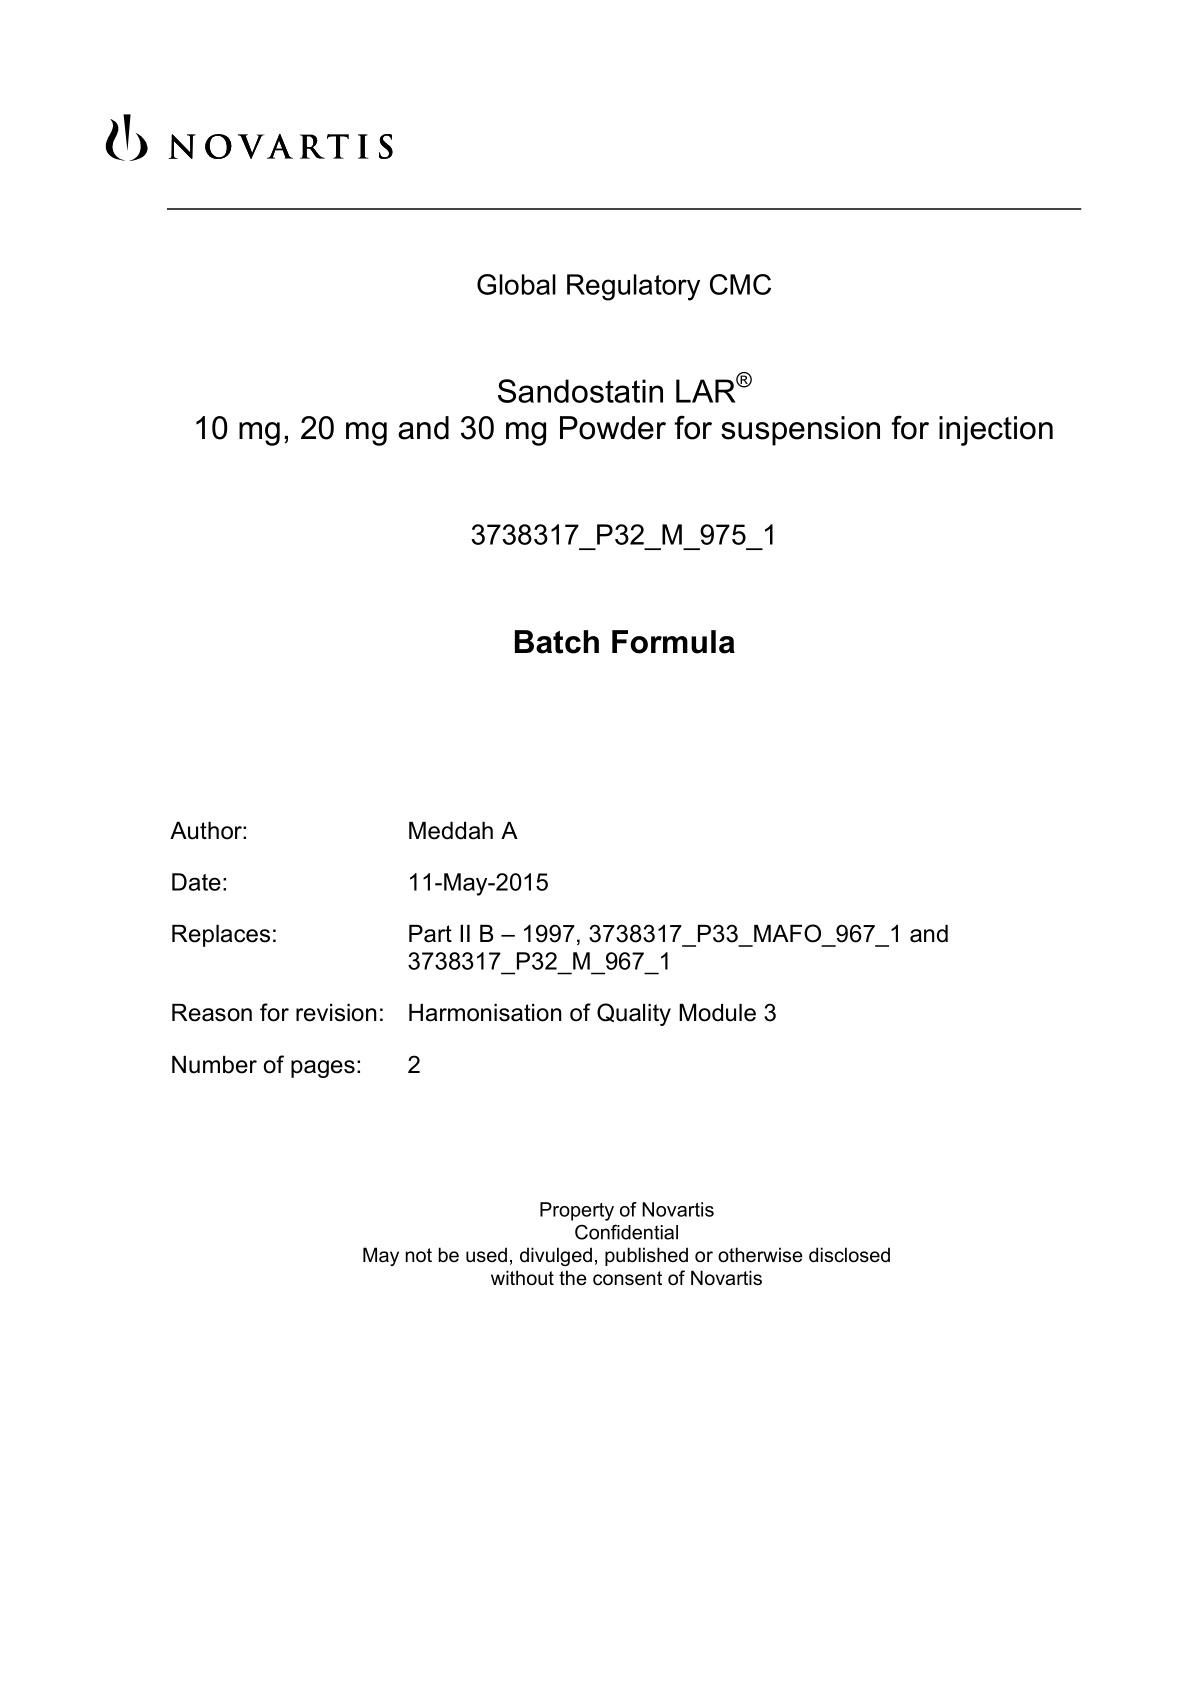 NOVARTIS
Global Regulatory CMC
Sandostatin LAR®
10 mg, 20 mg and 30 mg Powder for suspension for injection
3738317_P32_M_975_1
Batch Formula
Author: Meddah A
Date: 11-May-2015
Replaces: Part II B – 1997, 3738317_P33_MAFO_967_1 and
3738317_P32_M_967_1
Reason for revision: Harmonisation of Quality Module 3
Number of pages: 2
Property of Novartis
Confidential
May not be used, divulged, published or otherwise disclosed
without the consent of Novartis